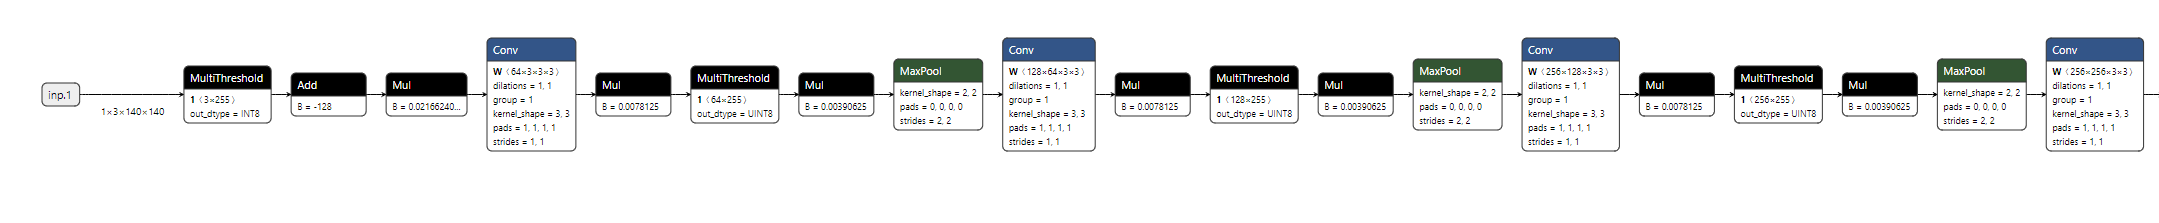 inp.1
1×3×140×140
MultiThreshold
1 ⟨3×255⟩
out_dtype = INT8
Add
B = -128
Mul
B = 0.02166240...
Conv
W ⟨64×3×3×3⟩
dilations = 1, 1
group = 1
kernel_shape = 3, 3
pads = 1, 1, 1, 1
strides = 1, 1
Mul
B = 0.0078125
MultiThreshold
1 ⟨64×255⟩
out_dtype = UINT8
Mul
B = 0.00390625
MaxPool
kernel_shape = 2, 2
pads = 0, 0, 0, 0
strides = 2, 2
Conv
W ⟨128×64×3×3⟩
dilations = 1, 1
group = 1
kernel_shape = 3, 3
pads = 1, 1, 1, 1
strides = 1, 1
Mul
B = 0.0078125
MultiThreshold
1 ⟨128×255⟩
out_dtype = UINT8
Mul
B = 0.00390625
MaxPool
kernel_shape = 2, 2
pads = 0, 0, 0, 0
strides = 2, 2
Conv
W ⟨256×128×3×3⟩
dilations = 1, 1
group = 1
kernel_shape = 3, 3
pads = 1, 1, 1, 1
strides = 1, 1
Mul
B = 0.0078125
MultiThreshold
1 ⟨256×255⟩
out_dtype = UINT8
Mul
B = 0.00390625
MaxPool
kernel_shape = 2, 2
pads = 0, 0, 0, 0
strides = 2, 2
Conv
W ⟨256×256×3×3⟩
dilations = 1, 1
group = 1
kernel_shape = 3, 3
pads = 1, 1, 1, 1
strides = 1, 1